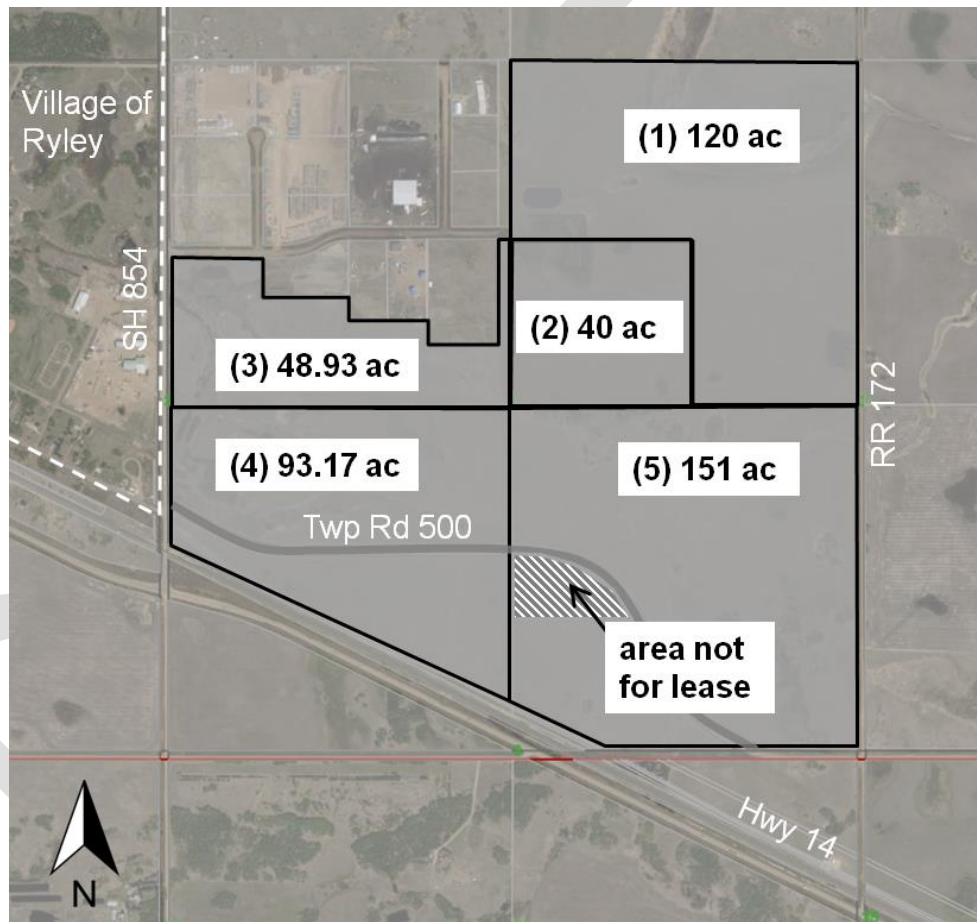 Village of
Ryley
(1) 120 ac
SH 854
(2) 40 ac
(3) 48.93 ac
RR 172
(4) 93.17 ac
(5) 151 ac
Twp Rd 500
area not
for lease
Hwy 14
N